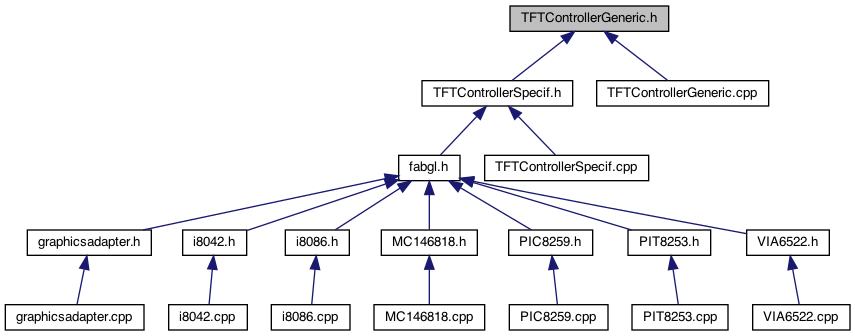 TFTControllerGeneric.h
TFTControllerSpecif.h
TFTControllerGeneric.cpp
fabgl.h
TFTControllerSpecif.cpp
graphicsadapter.h
i8042.h
i8086.h
MC146818.h
PIC8259.h
PIT8253.h
VIA6522.h
graphicsadapter.cpp
i8042.cpp
i8086.cpp
MC146818.cpp
PIC8259.cpp
PIT8253.cpp
VIA6522.cpp